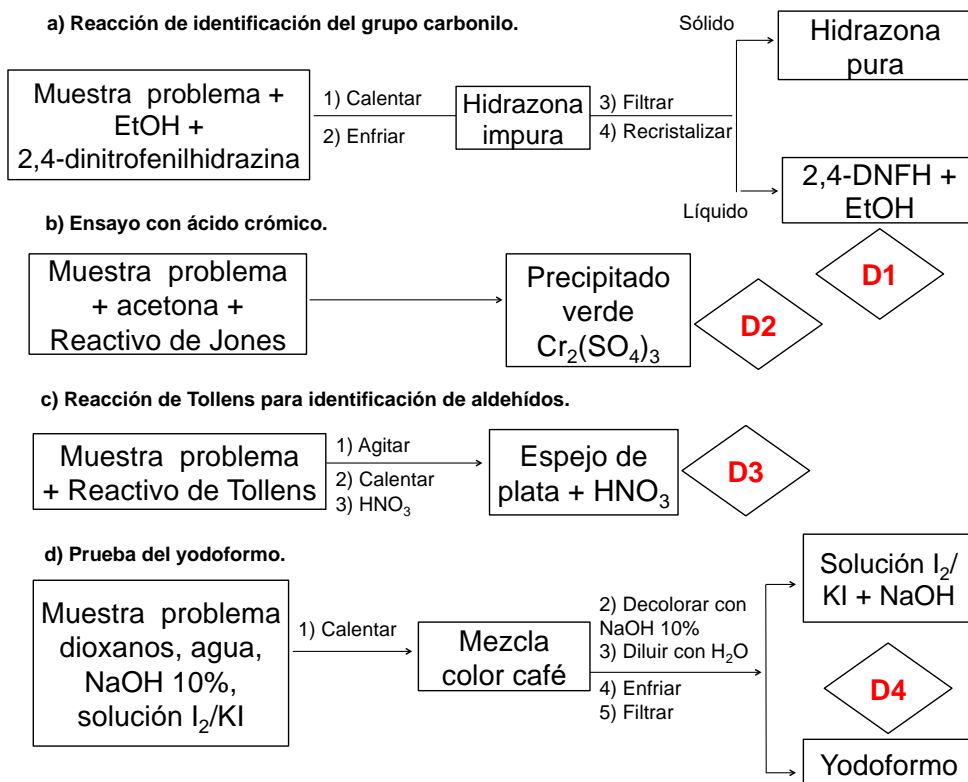 a) Reacción de identificación del grupo carbonilo.
Muestra problema +
EtOH +
2,4-dinitrofenilhidrazina
1) Calentar
2) Enfriar
Hidrazona
impura
3) Filtrar
4) Recristalizar
Sólido
Hidrazona
pura
Líquido
2,4-DNFH +
EtOH
D1
b) Ensayo con ácido crómico.
Muestra problema
+ acetona +
Reactivo de Jones
Precipitado
verde
Cr₂(SO₄)₃
D2
c) Reacción de Tollens para identificación de aldehídos.
Muestra problema
+ Reactivo de Tollens
1) Agitar
2) Calentar
3) HNO₃
Espejo de
plata + HNO₃
D3
d) Prueba del yodoformo.
Muestra problema
dioxanos, agua,
NaOH 10%,
solución I₂/KI
1) Calentar
Mezcla
color café
2) Decolorar con
NaOH 10%
3) Diluir con H₂O
4) Enfriar
5) Filtrar
Solución I₂/
KI + NaOH
D4
Yodoformo